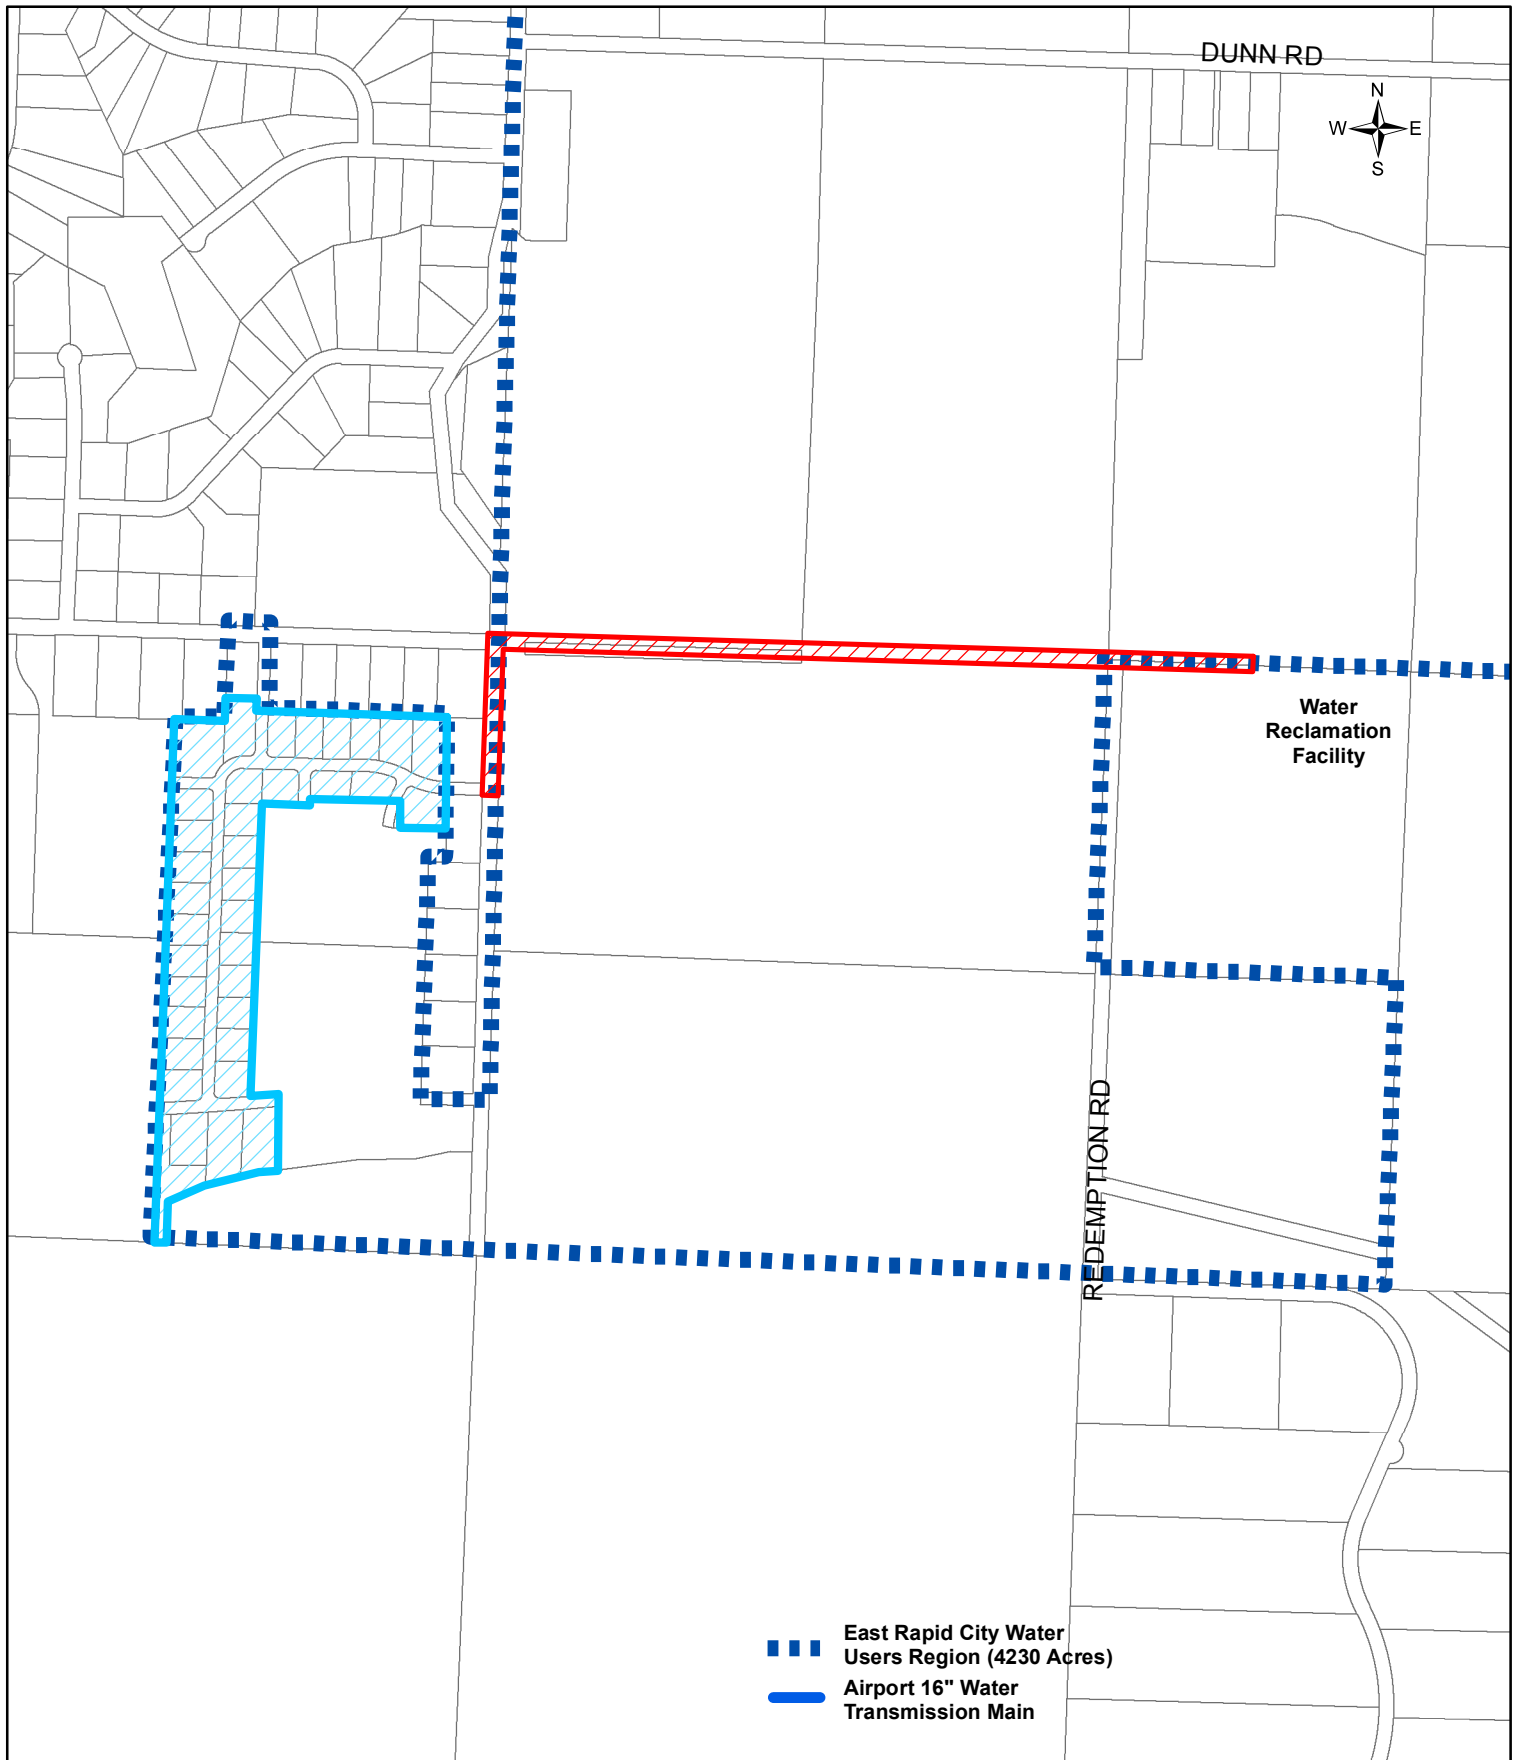 DUNN RD
N
W E
S
Water
Reclamation
Facility
REDEMPTION RD
East Rapid City Water
Users Region (4230 Acres)
Airport 16" Water
Transmission Main